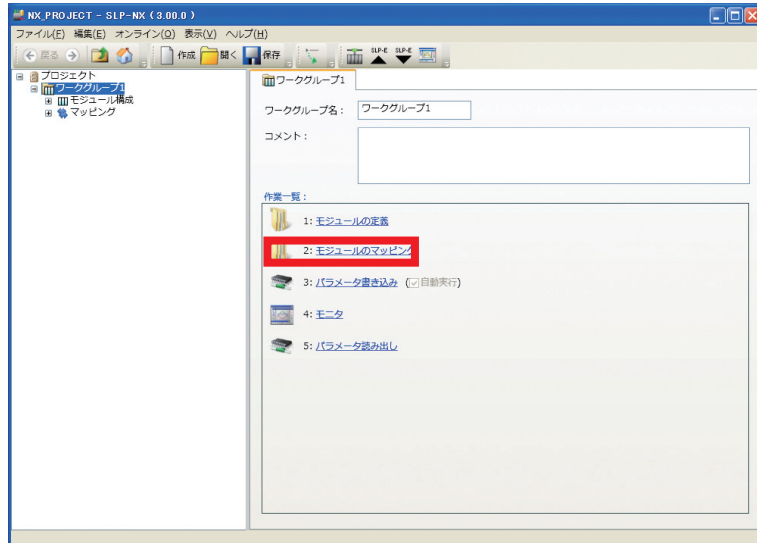 NX_PROJECT - SLP-NX ( 3.00.0 )
ファイル(F) 編集(E) オンライン(O) 表示(V) ヘルプ(H)
戻る 作成 開く 保存 SLP-E SLP-E
プロジェクト
ワークグループ1
モジュール構成
マッピング
ワークグループ1
ワークグループ名： ワークグループ1
コメント：
作業一覧：
1: モジュールの定義
2: モジュールのマッピング
3: パラメータ書き込み (自動実行)
4: モニタ
5: パラメータ読み出し